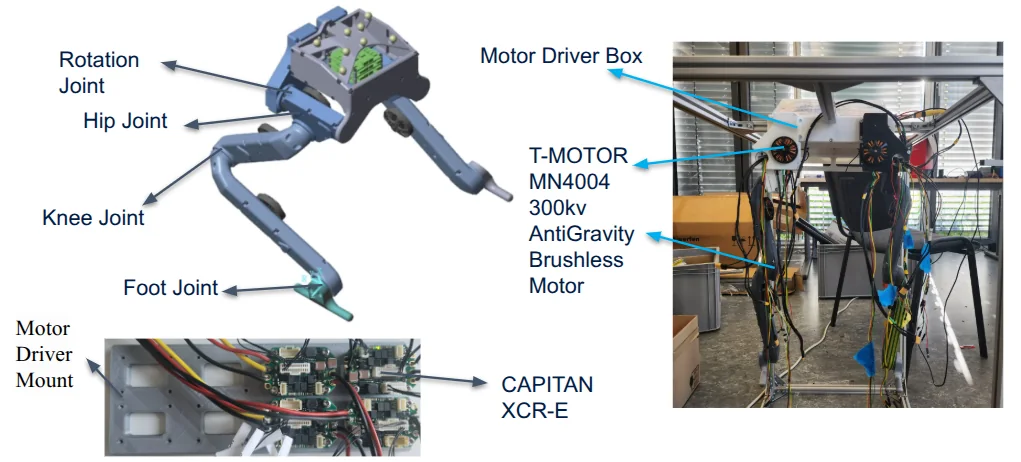 Rotation
Joint
Hip Joint
Knee Joint
Foot Joint
Motor
Driver
Mount
CAPITAN
XCR-E
Motor Driver Box
T-MOTOR
MN4004
300kv
AntiGravity
Brushless
Motor